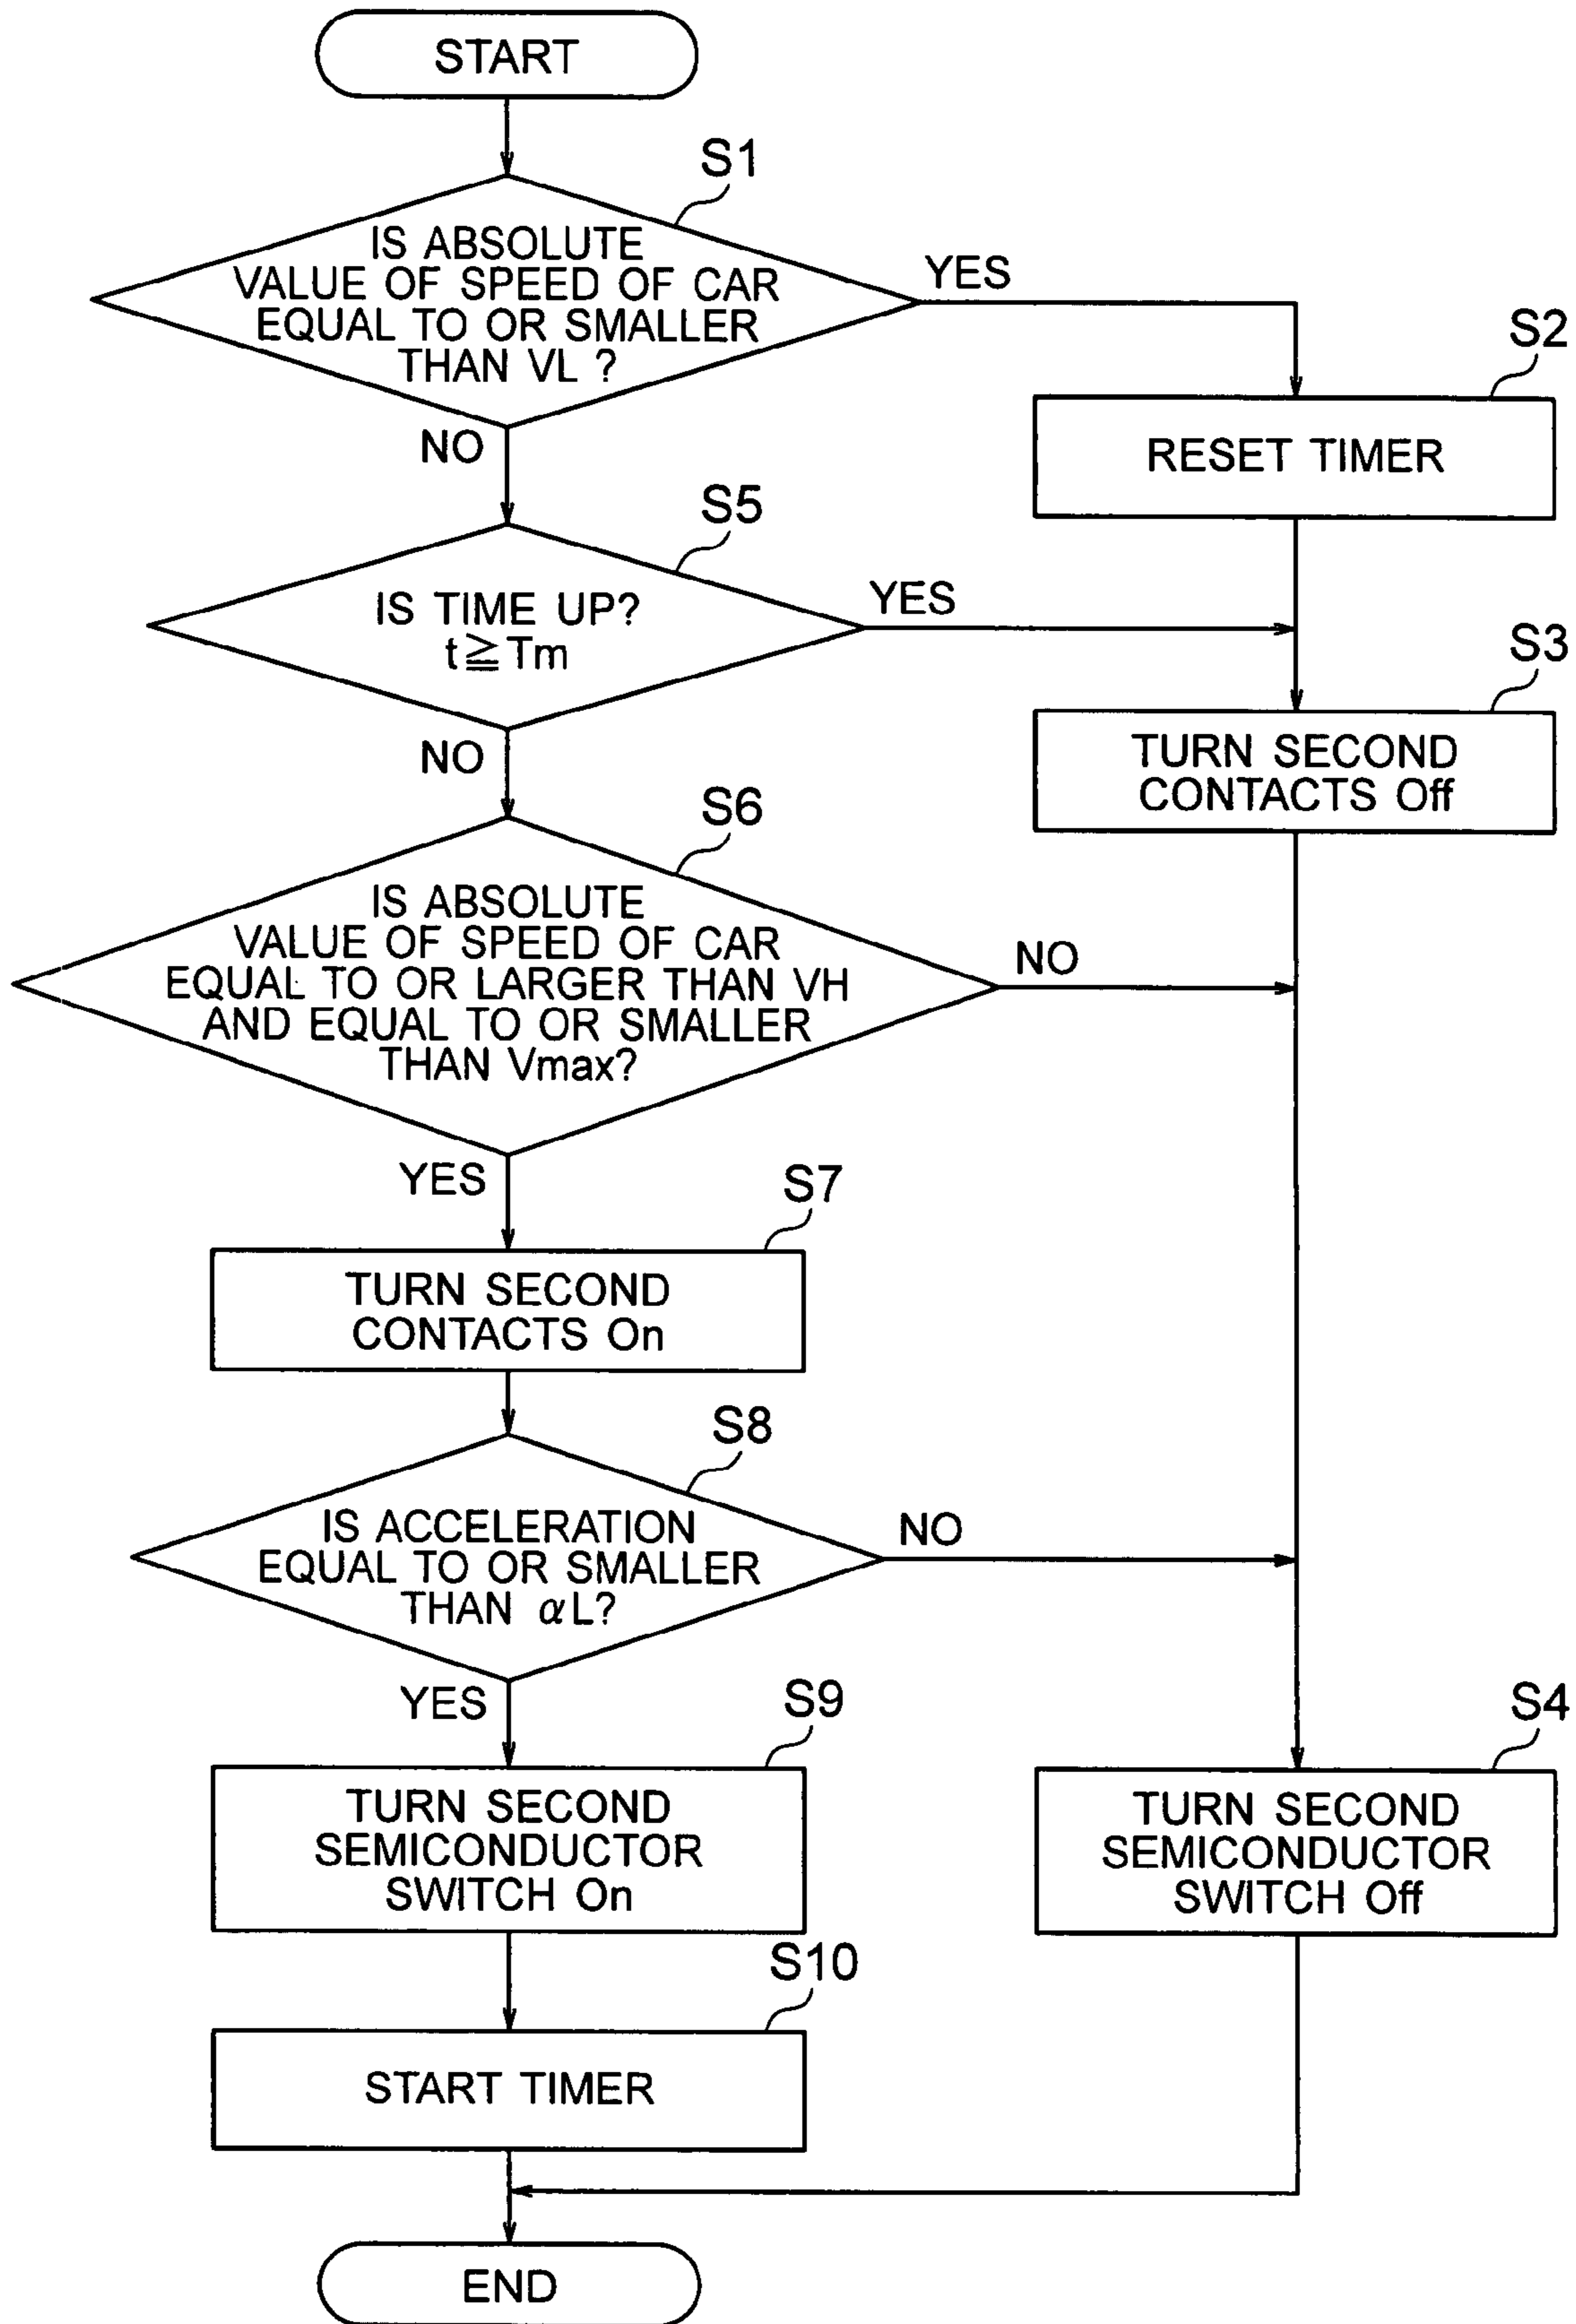 START
S1
IS ABSOLUTE
VALUE OF SPEED OF CAR
EQUAL TO OR SMALLER
THAN VL ?
YES
NO
S2
RESET TIMER
S5
IS TIME UP?
t≧Tm
YES
NO
S3
TURN SECOND
CONTACTS Off
S6
IS ABSOLUTE
VALUE OF SPEED OF CAR
EQUAL TO OR LARGER THAN VH
AND EQUAL TO OR SMALLER
THAN Vmax?
NO
YES
S7
TURN SECOND
CONTACTS On
S8
IS ACCELERATION
EQUAL TO OR SMALLER
THAN αL?
NO
YES
S9
TURN SECOND
SEMICONDUCTOR
SWITCH On
S4
TURN SECOND
SEMICONDUCTOR
SWITCH Off
S10
START TIMER
END